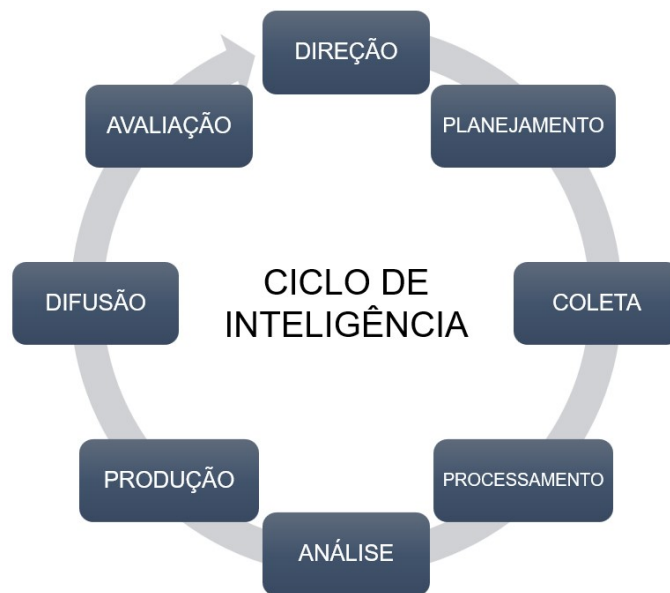 DIREÇÃO
PLANEJAMENTO
COLETA
PROCESSAMENTO
ANÁLISE
PRODUÇÃO
DIFUSÃO
AVALIAÇÃO
CICLO DE
INTELIGÊNCIA